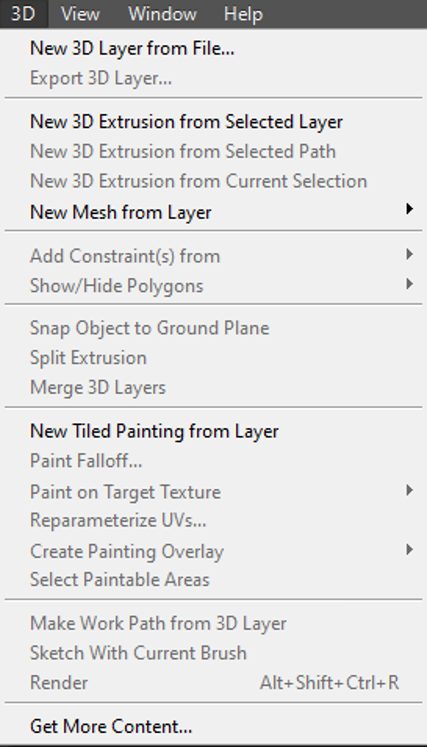 3D View Window Help
New 3D Layer from File...
Export 3D Layer...
New 3D Extrusion from Selected Layer
New 3D Extrusion from Selected Path
New 3D Extrusion from Current Selection
New Mesh from Layer
Add Constraint(s) from
Show/Hide Polygons
Snap Object to Ground Plane
Split Extrusion
Merge 3D Layers
New Tiled Painting from Layer
Paint Falloff...
Paint on Target Texture
Reparameterize UVs...
Create Painting Overlay
Select Paintable Areas
Make Work Path from 3D Layer
Sketch With Current Brush
Render Alt+Shift+Ctrl+R
Get More Content...